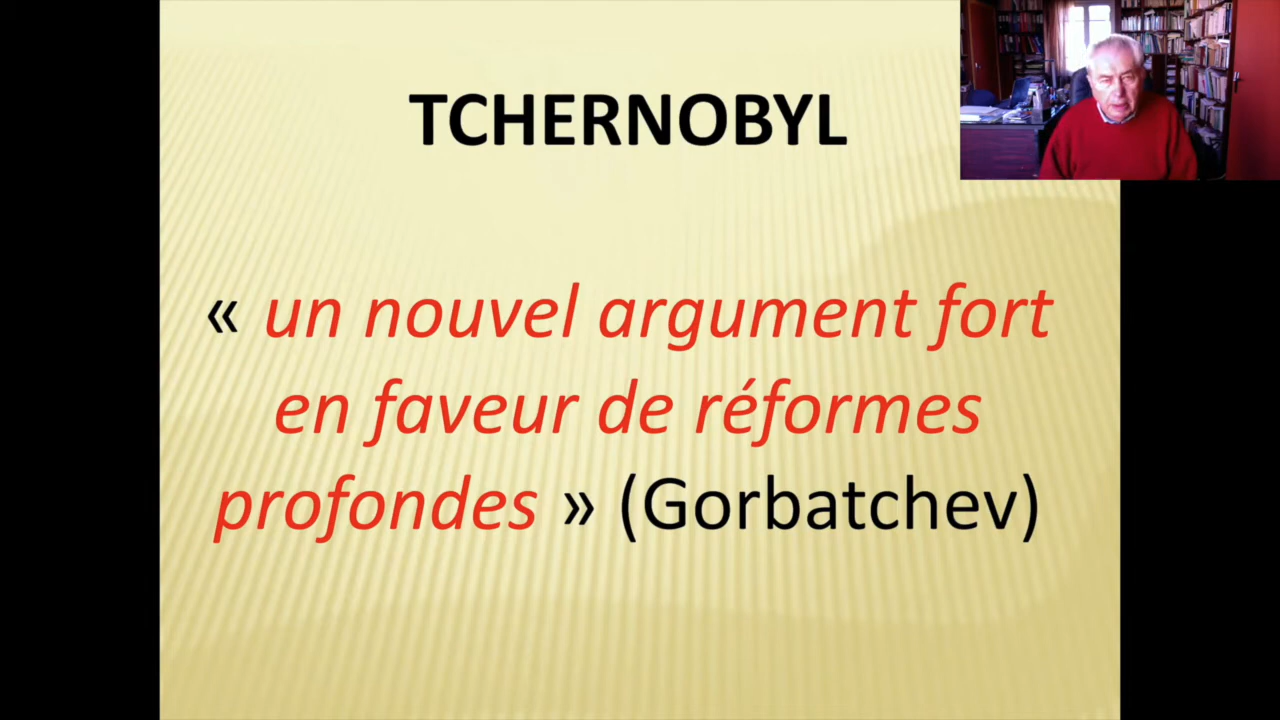 TCHERNOBYL
« un nouvel argument fort
en faveur de réformes
profondes » (Gorbatchev)